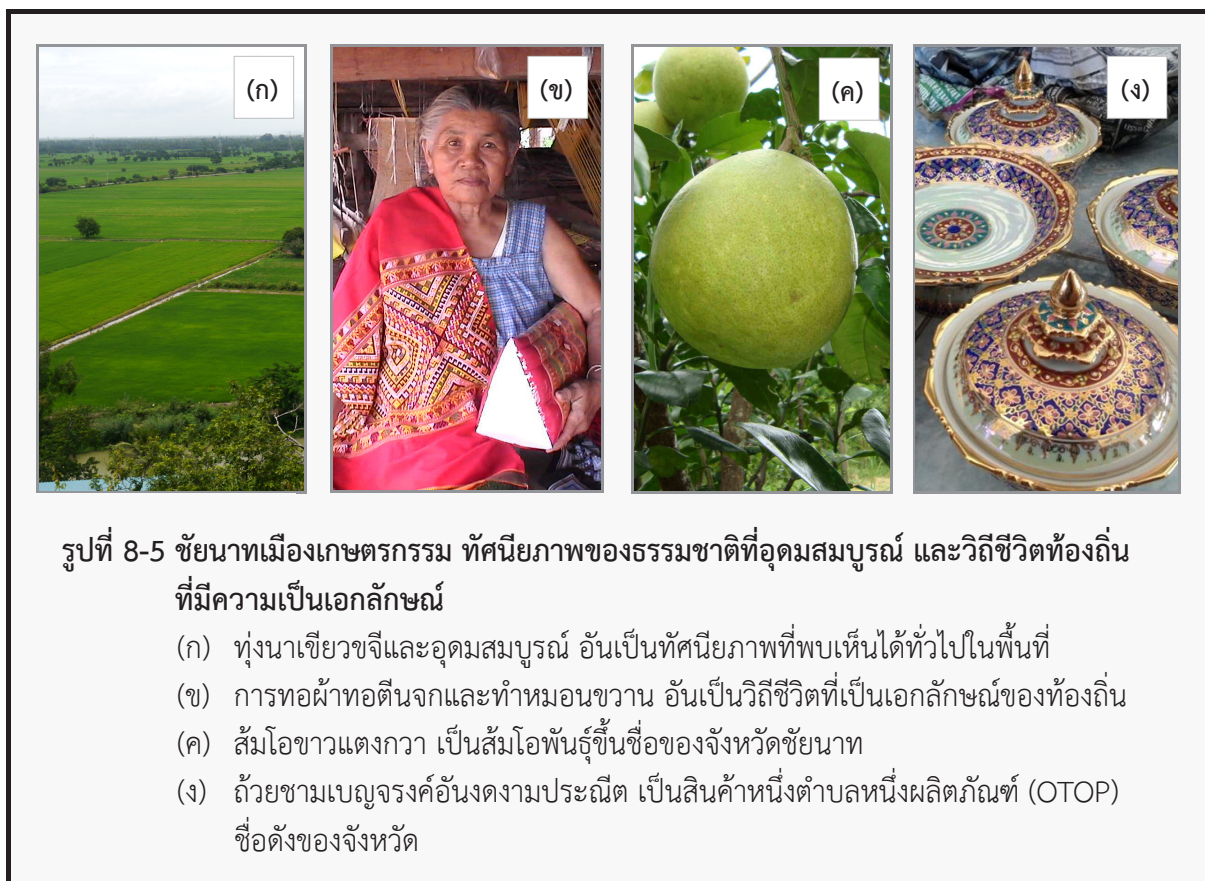 (ก)
(ข)
(ค)
(ง)
รูปที่ 8-5 ชัยนาทเมืองเกษตรกรรม ทัศนียภาพของธรรมชาติที่อุดมสมบูรณ์ และวิถีชีวิตท้องถิ่น
ที่มีความเป็นเอกลักษณ์
(ก) ทุ่งนาเขียวขจีและอุดมสมบูรณ์ อันเป็นทัศนียภาพที่พบเห็นได้ทั่วไปในพื้นที่
(ข) การทอผ้าทอตีนจกและทำหมอนขวาน อันเป็นวิถีชีวิตที่เป็นเอกลักษณ์ของท้องถิ่น
(ค) ส้มโอขาวแตงกวา เป็นส้มโอพันธุ์ขึ้นชื่อของจังหวัดชัยนาท
(ง) ถ้วยชามเบญจรงค์อันงดงามประณีต เป็นสินค้าหนึ่งตำบลหนึ่งผลิตภัณฑ์ (OTOP)
ชื่อดังของจังหวัด